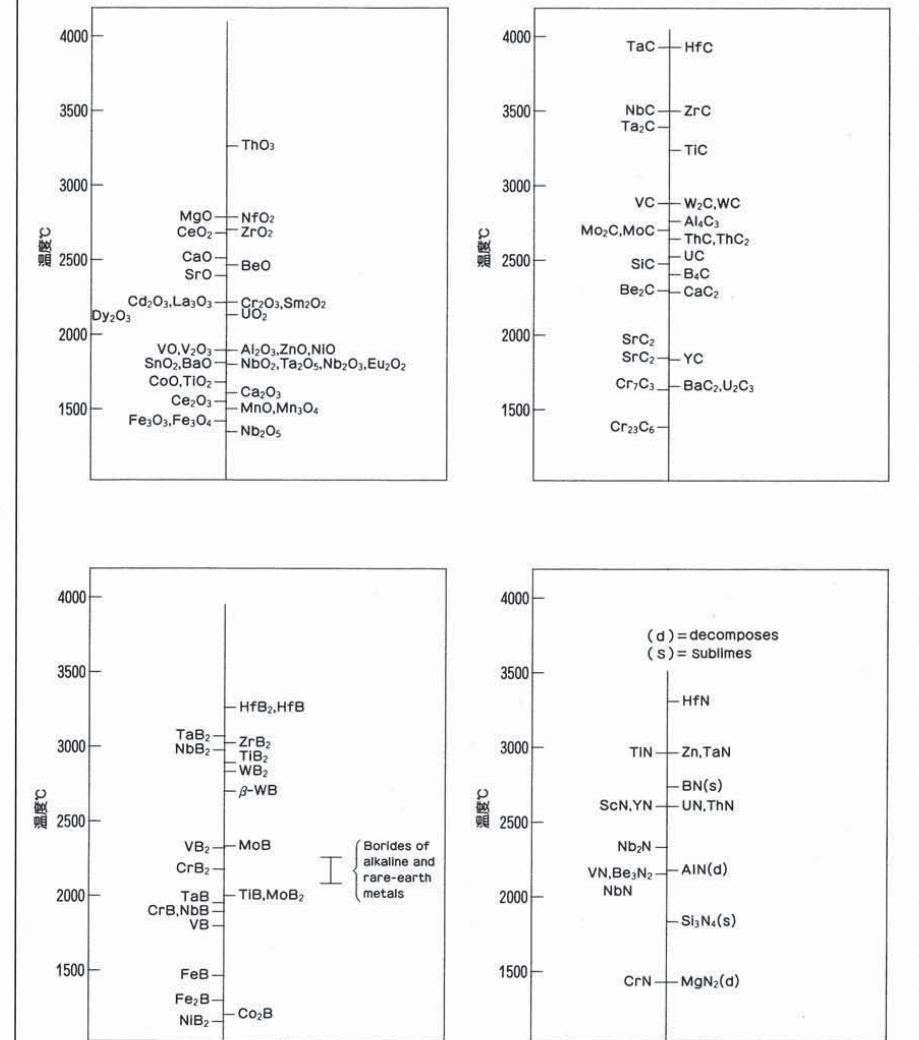 4000
3500
3000
2500
2000
1500
温度℃
ThO₃
MgO
NfO₂
CeO₂
ZrO₂
CaO
BeO
SrO
Cd₂O₃,La₃O₃
Cr₂O₃,Sm₂O₂
Dy₂O₃
UO₂
VO,V₂O₃
Al₂O₃,ZnO,NiO
SnO₂,BaO
NbO₂,Ta₂O₅,Nb₂O₃,Eu₂O₂
CoO,TiO₂
Ca₂O₃
Ce₂O₃
MnO,Mn₃O₄
Fe₃O₃,Fe₃O₄
Nb₂O₅
4000
3500
3000
2500
2000
1500
温度℃
TaC
HfC
NbC
ZrC
Ta₂C
TiC
VC
W₂C,WC
Al₄C₃
Mo₂C,MoC
ThC,ThC₂
UC
SiC
B₄C
Be₂C
CaC₂
SrC₂
SrC₂
YC
Cr₇C₃
BaC₂,U₂C₃
Cr₂₃C₆
4000
3500
3000
2500
2000
1500
温度℃
HfB₂,HfB
TaB₂
ZrB₂
NbB₂
TiB₂
WB₂
β-WB
VB₂
MoB
CrB₂
Borides of
alkaline and
rare-earth
metals
TaB
TiB,MoB₂
CrB,NbB
VB
FeB
Fe₂B
Co₂B
NiB₂
4000
3500
3000
2500
2000
1500
温度℃
(d)=decomposes
(s)=sublimes
HfN
TiN
Zn,TaN
BN(s)
ScN,YN
UN,ThN
Nb₂N
VN,Be₃N₂
AlN(d)
NbN
Si₃N₄(s)
CrN
MgN₂(d)